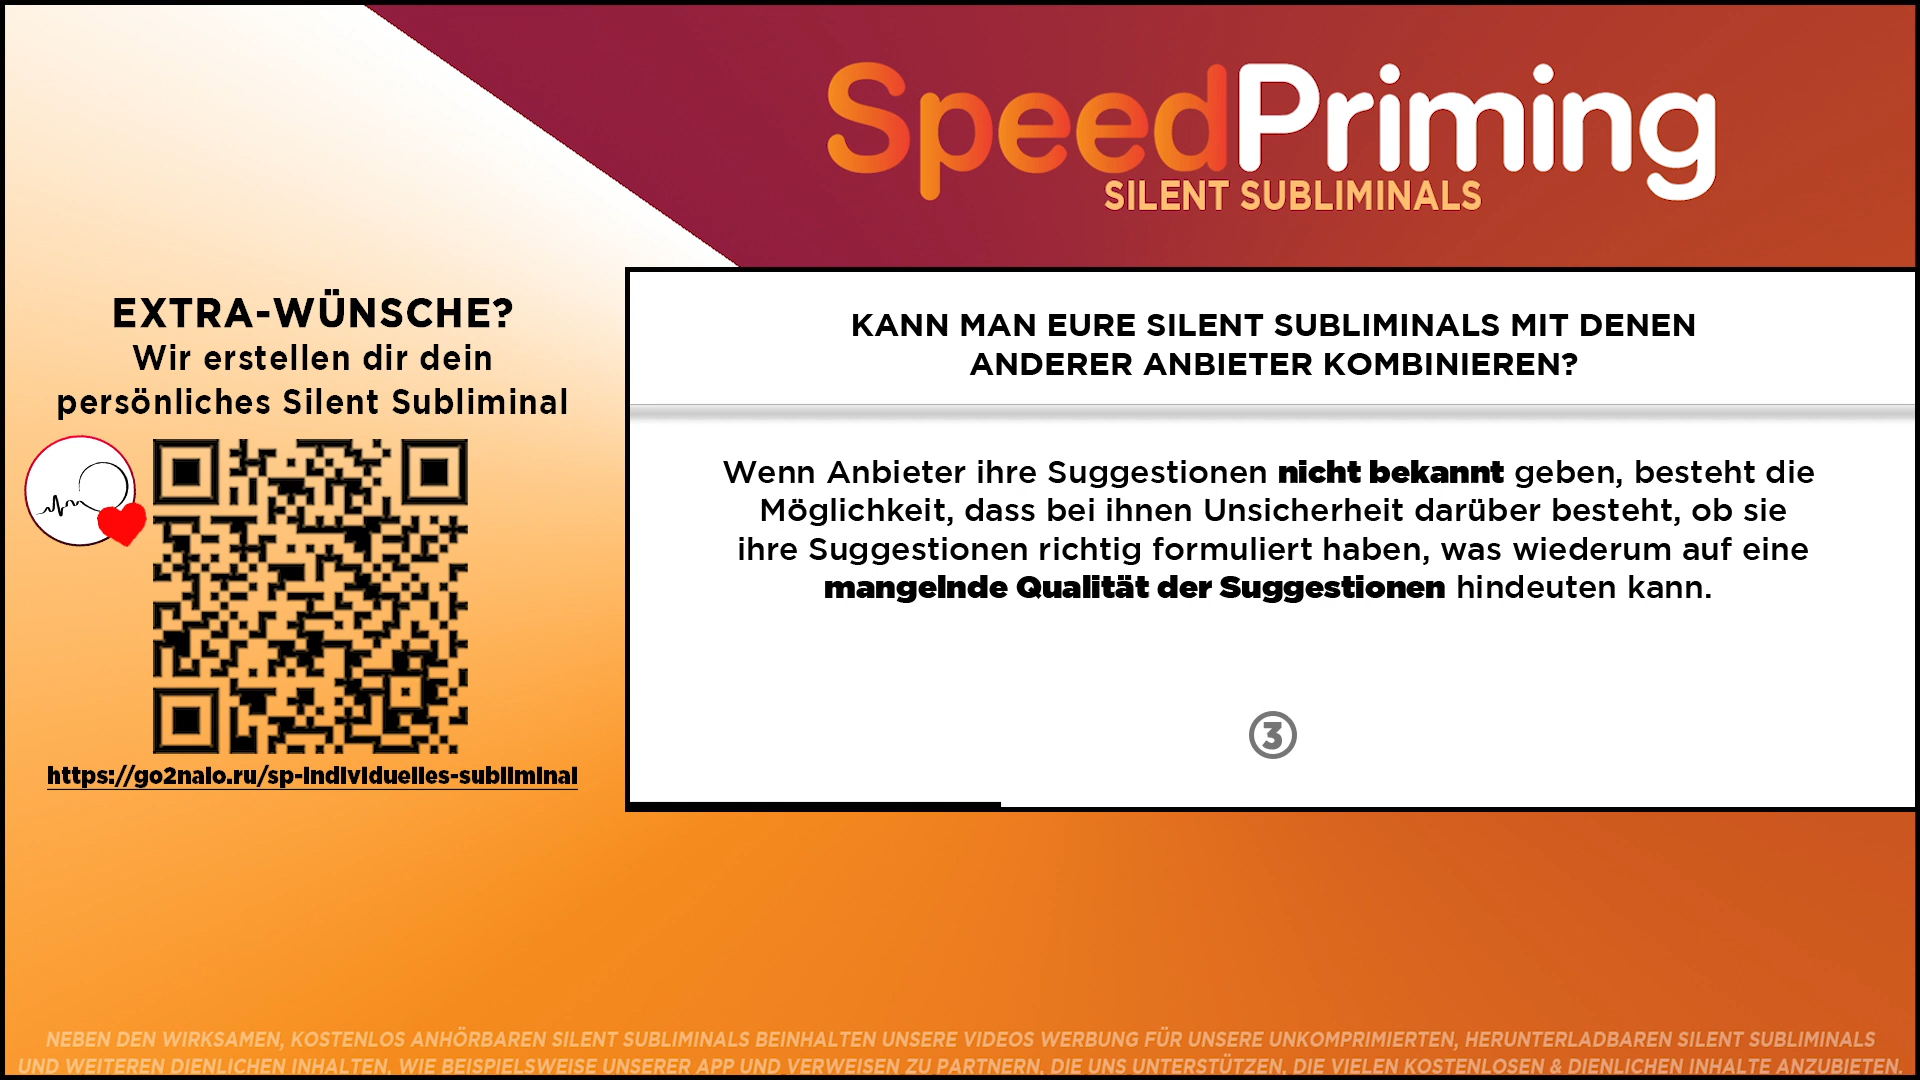 SpeedPriming
SILENT SUBLIMINALS
EXTRA-WÜNSCHE?
Wir erstellen dir dein
persönliches Silent Subliminal
https://go2nalo.ru/sp-individuelles-subliminal
KANN MAN EURE SILENT SUBLIMINALS MIT DENEN
ANDERER ANBIETER KOMBINIEREN?
Wenn Anbieter ihre Suggestionen nicht bekannt geben, besteht die
Möglichkeit, dass bei ihnen Unsicherheit darüber besteht, ob sie
ihre Suggestionen richtig formuliert haben, was wiederum auf eine
mangelnde Qualität der Suggestionen hindeuten kann.
3
NEBEN DEN WIRKSAMEN, KOSTENLOS ANHÖRBAREN SILENT SUBLIMINALS BEINHALTEN UNSERE VIDEOS WERBUNG FÜR UNSERE UNKOMPRIMIERTEN, HERUNTERLADBAREN SILENT SUBLIMINALS
UND WEITEREN DIENLICHEN INHALTEN, WIE BEISPIELSWEISE UNSERER APP UND VERWEISEN ZU PARTNERN, DIE UNS UNTERSTÜTZEN, DIE VIELEN KOSTENLOSEN & DIENLICHEN INHALTE ANZUBIETEN.